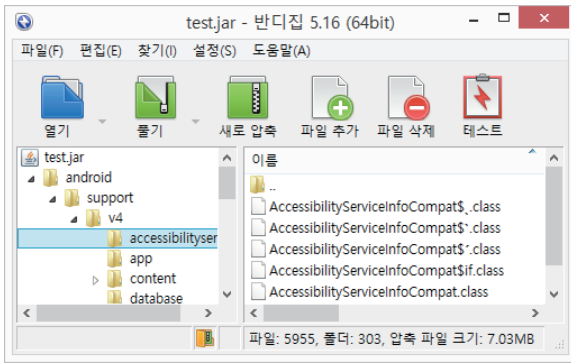 test.jar - 반디집 5.16 (64bit)
파일(F) 편집(E) 찾기(I) 설정(S) 도움말(A)
열기 풀기 새로 압축 파일 추가 파일 삭제 테스트
test.jar
android
support
v4
accessibilityser
app
content
database
이름
..
AccessibilityServiceInfoCompat$ˎ.class
AccessibilityServiceInfoCompat$ˋ.class
AccessibilityServiceInfoCompat$ˊ.class
AccessibilityServiceInfoCompat$if.class
AccessibilityServiceInfoCompat.class
파일: 5955, 폴더: 303, 압축 파일 크기: 7.03MB